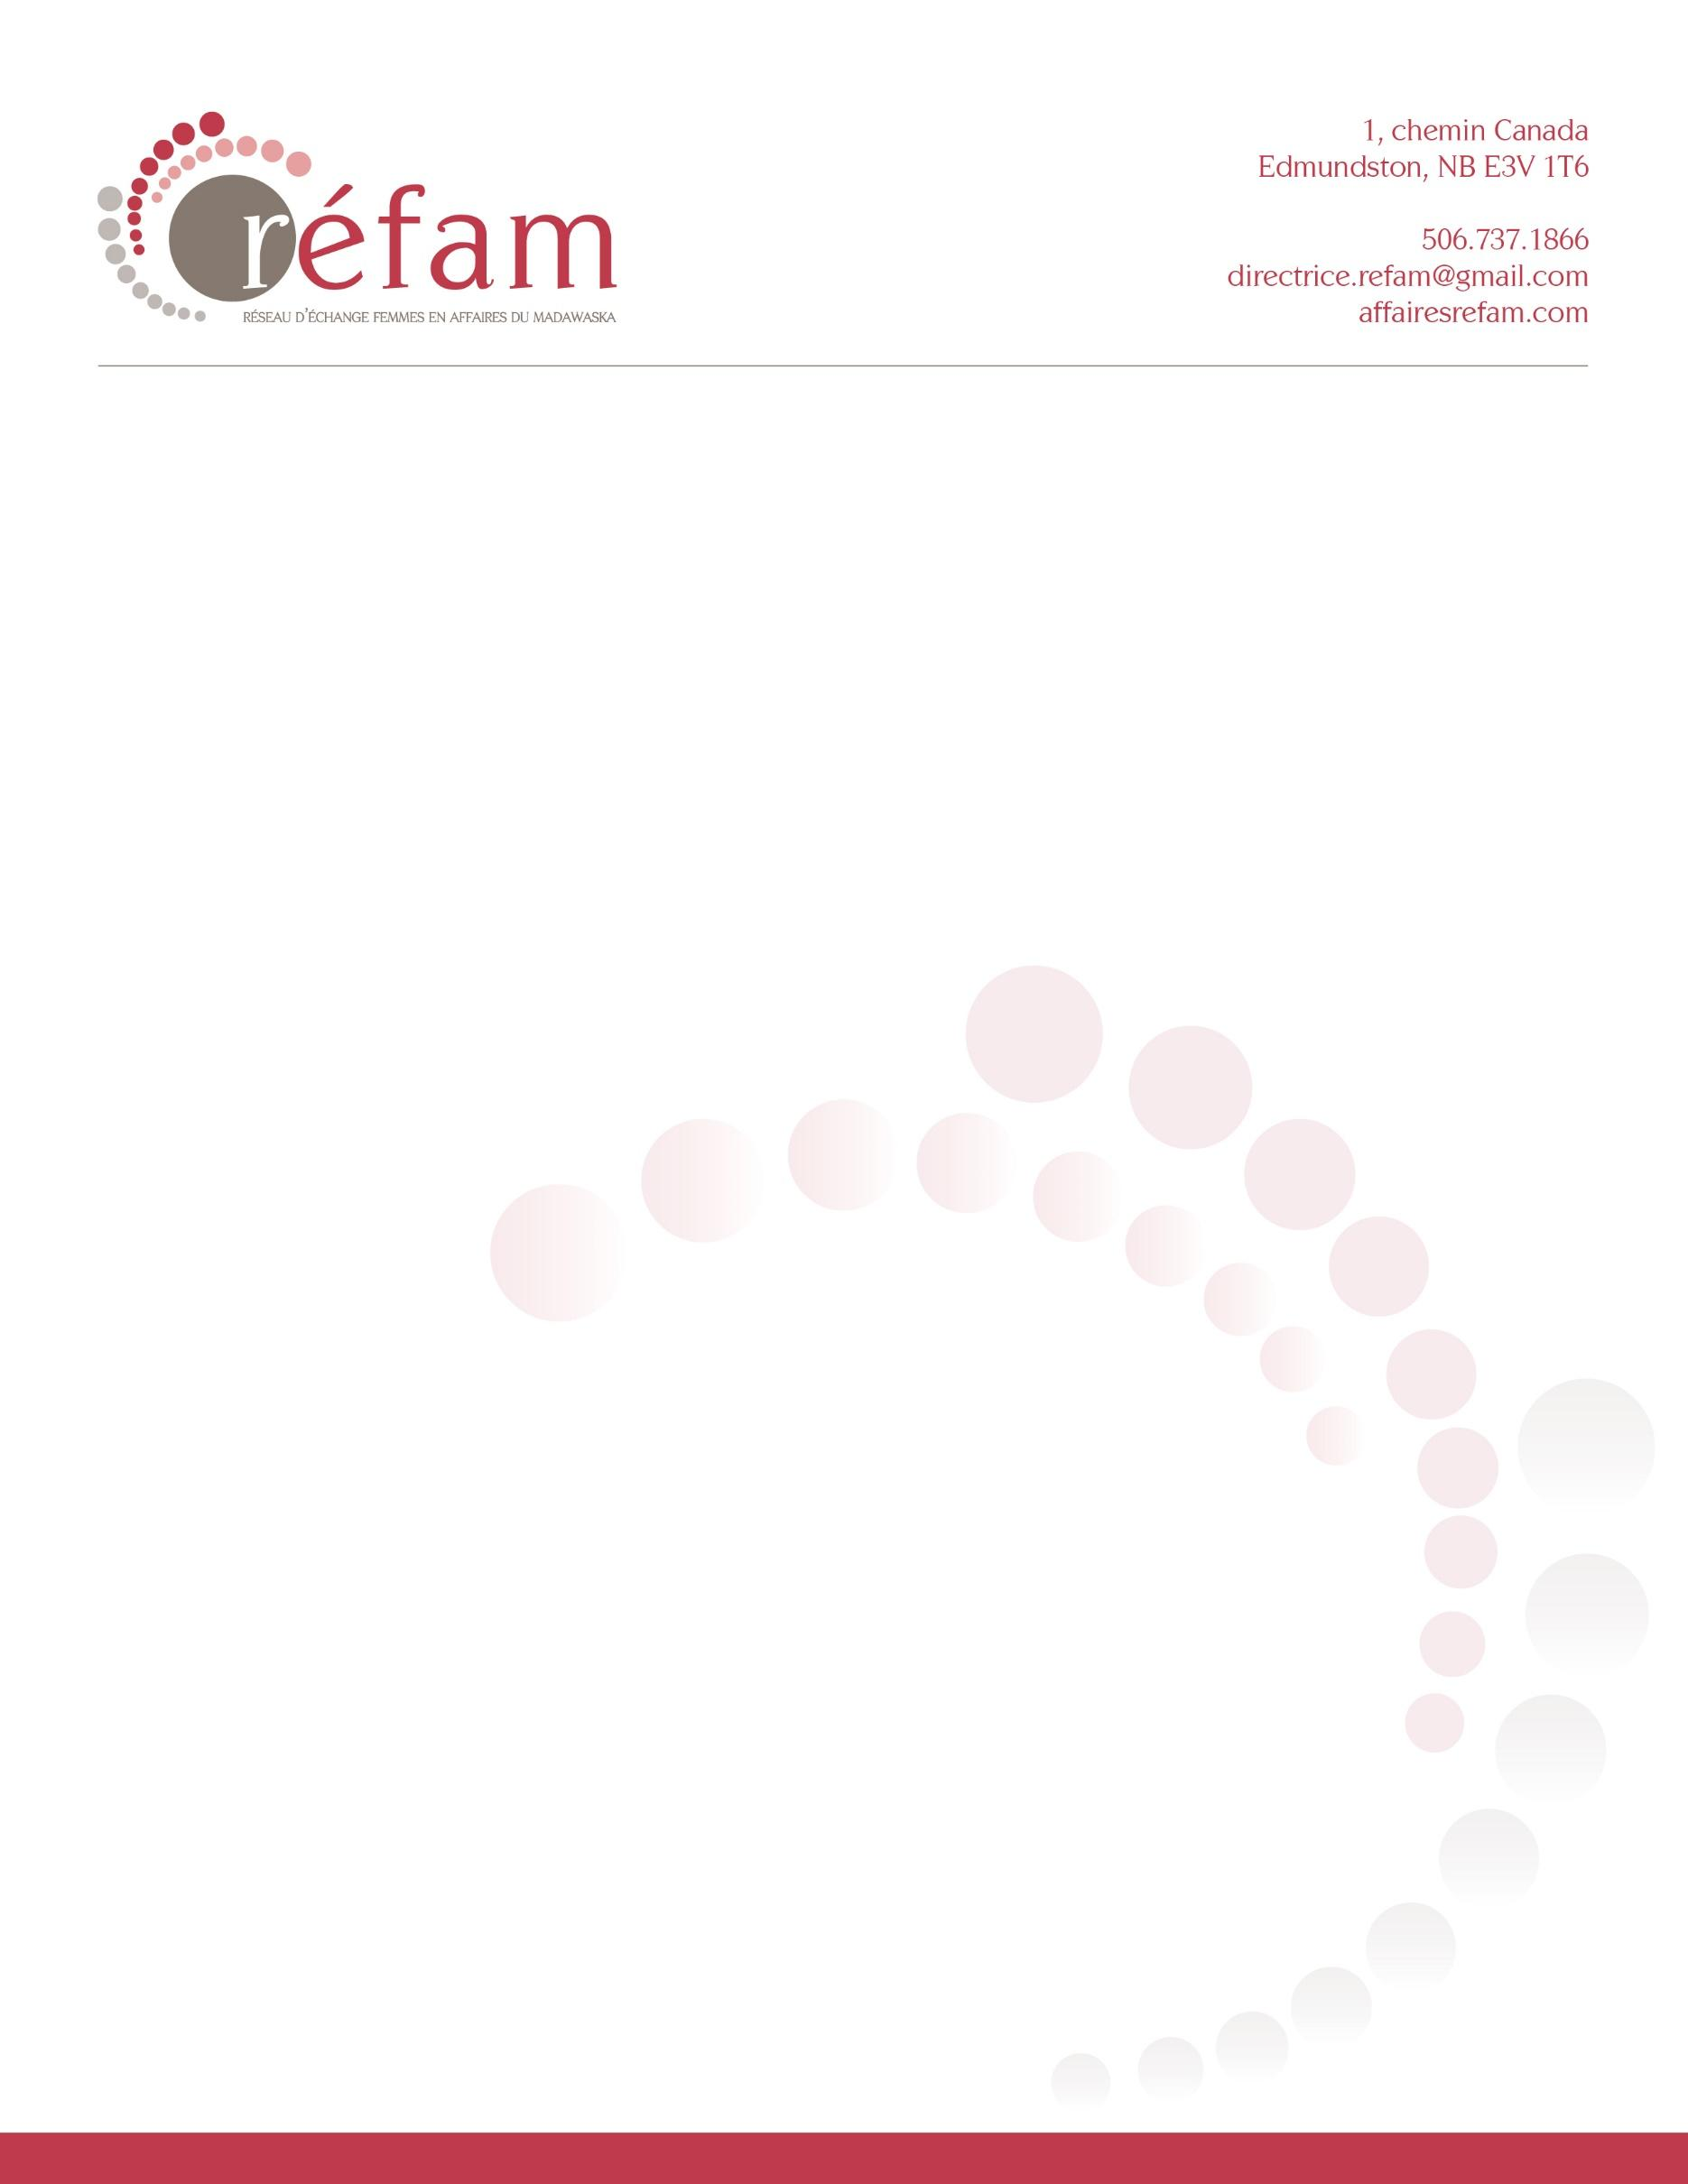 réfam
RÉSEAU D'ÉCHANGE FEMMES EN AFFAIRES DU MADAWASKA
1, chemin Canada
Edmundston, NB E3V 1T6
506.737.1866
directrice.refam@gmail.com
affairesrefam.com